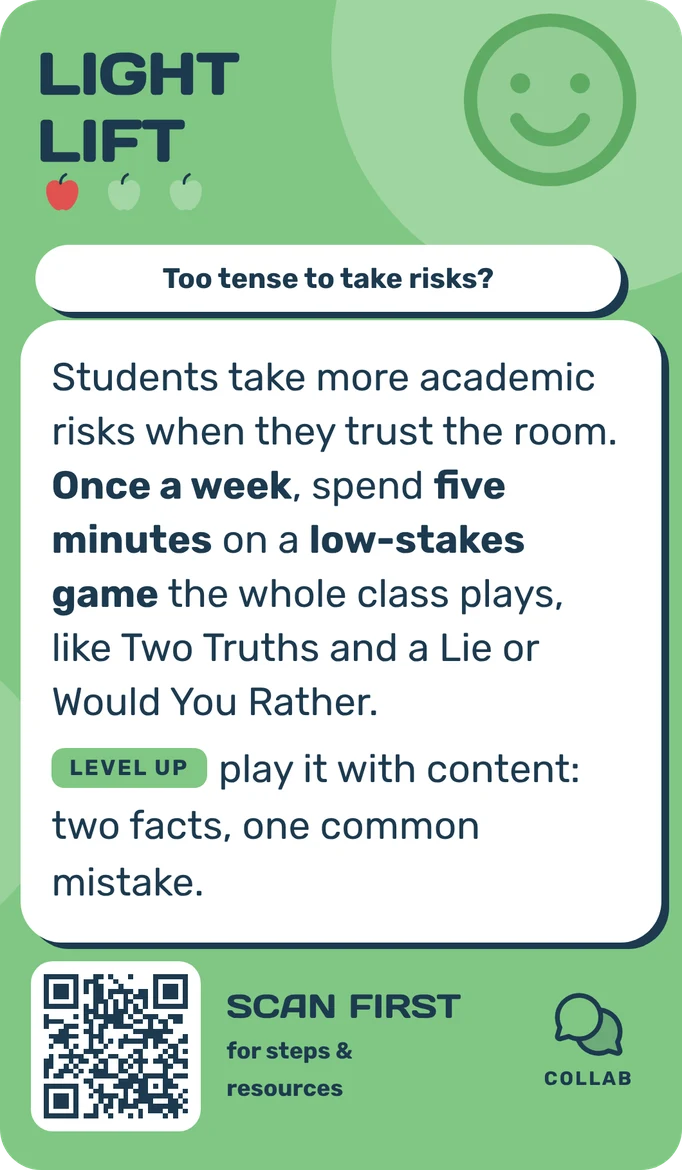 LIGHT
LIFT
Too tense to take risks?
Students take more academic
risks when they trust the room.
Once a week, spend five
minutes on a low-stakes
game the whole class plays,
like Two Truths and a Lie or
Would You Rather.
LEVEL UP play it with content:
two facts, one common
mistake.
SCAN FIRST
for steps &
resources
COLLAB